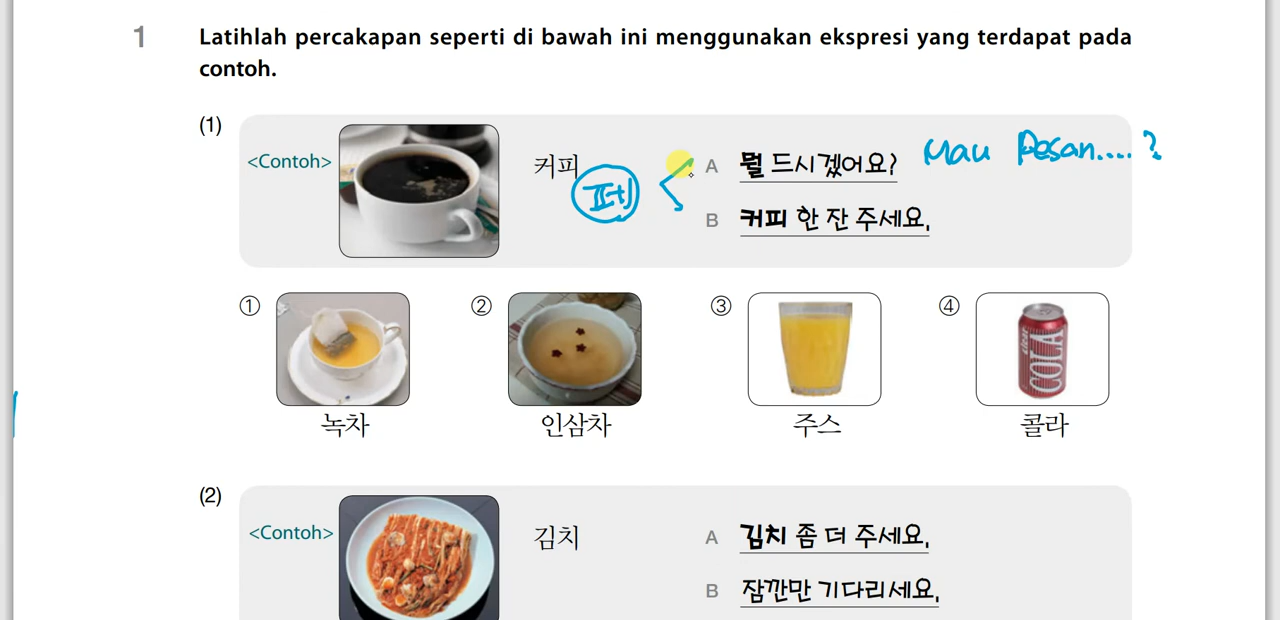 1 Latihlah percakapan seperti di bawah ini menggunakan ekspresi yang terdapat pada
contoh.
(1)
<Contoh> 커피 A 뭘 드시겠어요? Mau Pesan....?
B 커피 한 잔 주세요.
① ② ③ ④
COLA
녹차 인삼차 주스 콜라
(2)
<Contoh> 김치 A 김치 좀 더 주세요.
B 잠깐만 기다리세요.